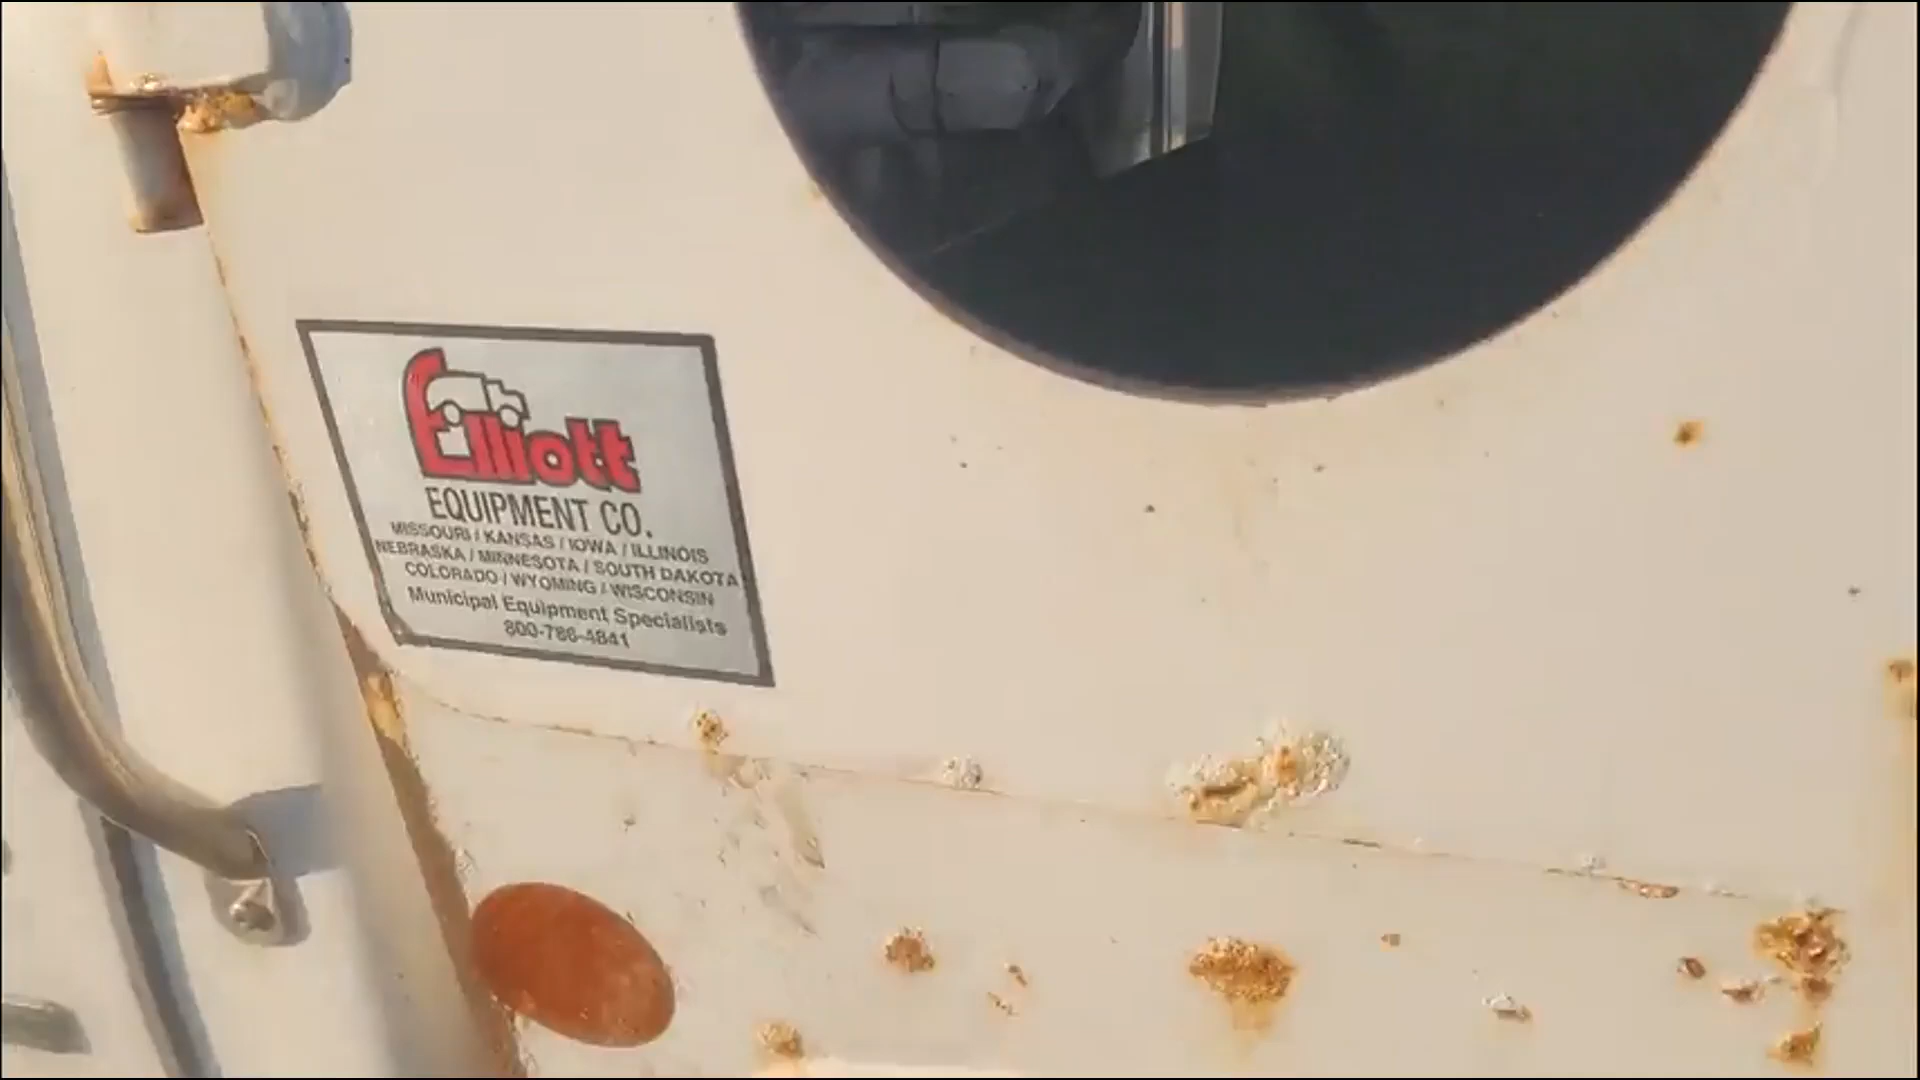 Elliott
EQUIPMENT CO.
MISSOURI / KANSAS / IOWA / ILLINOIS
NEBRASKA / MINNESOTA / SOUTH DAKOTA
COLORADO / WYOMING / WISCONSIN
Municipal Equipment Specialists
800-786-4841